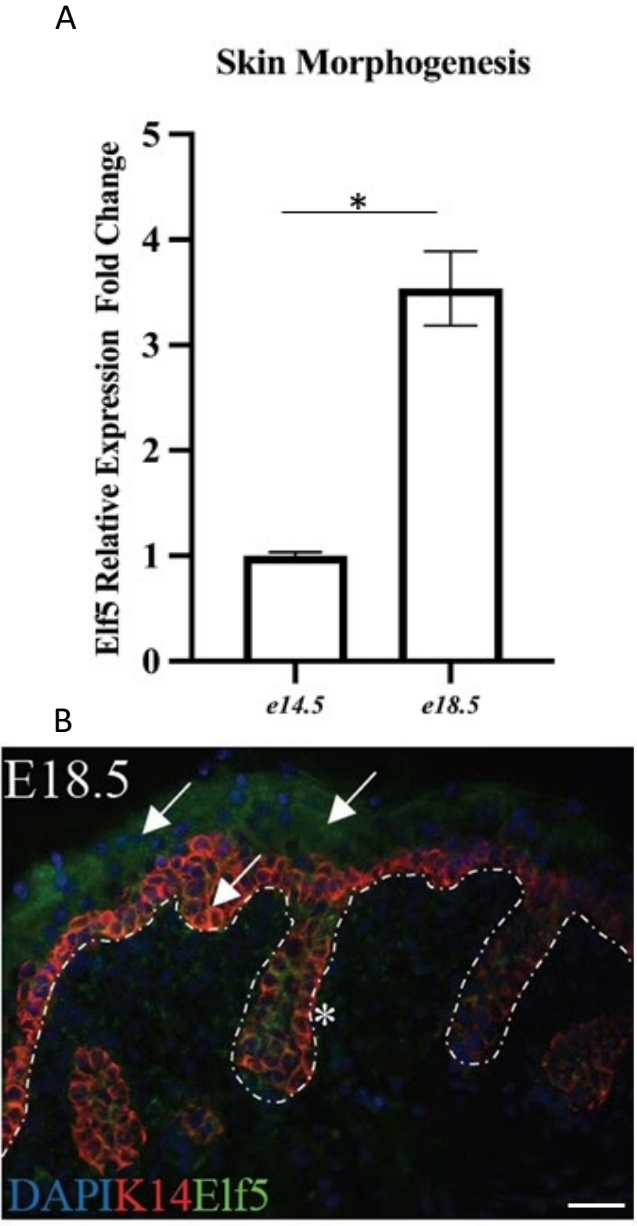 A
Skin Morphogenesis
Elf5 Relative Expression Fold Change
5
4
3
2
1
0
*
e14.5
e18.5
B
E18.5
*
DAPIK14Elf5